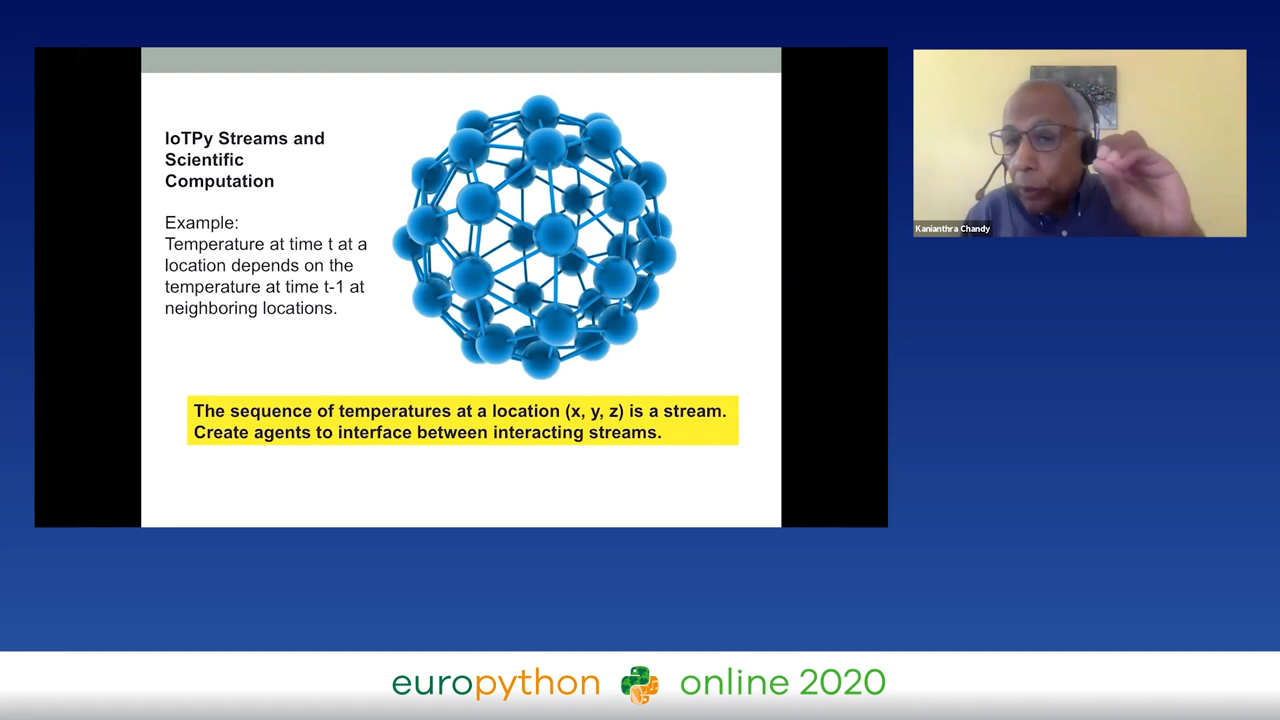 IoTPy Streams and
Scientific
Computation
Example:
Temperature at time t at a
location depends on the
temperature at time t-1 at
neighboring locations.
The sequence of temperatures at a location (x, y, z) is a stream.
Create agents to interface between interacting streams.
Kanianthra Chandy
europython online 2020